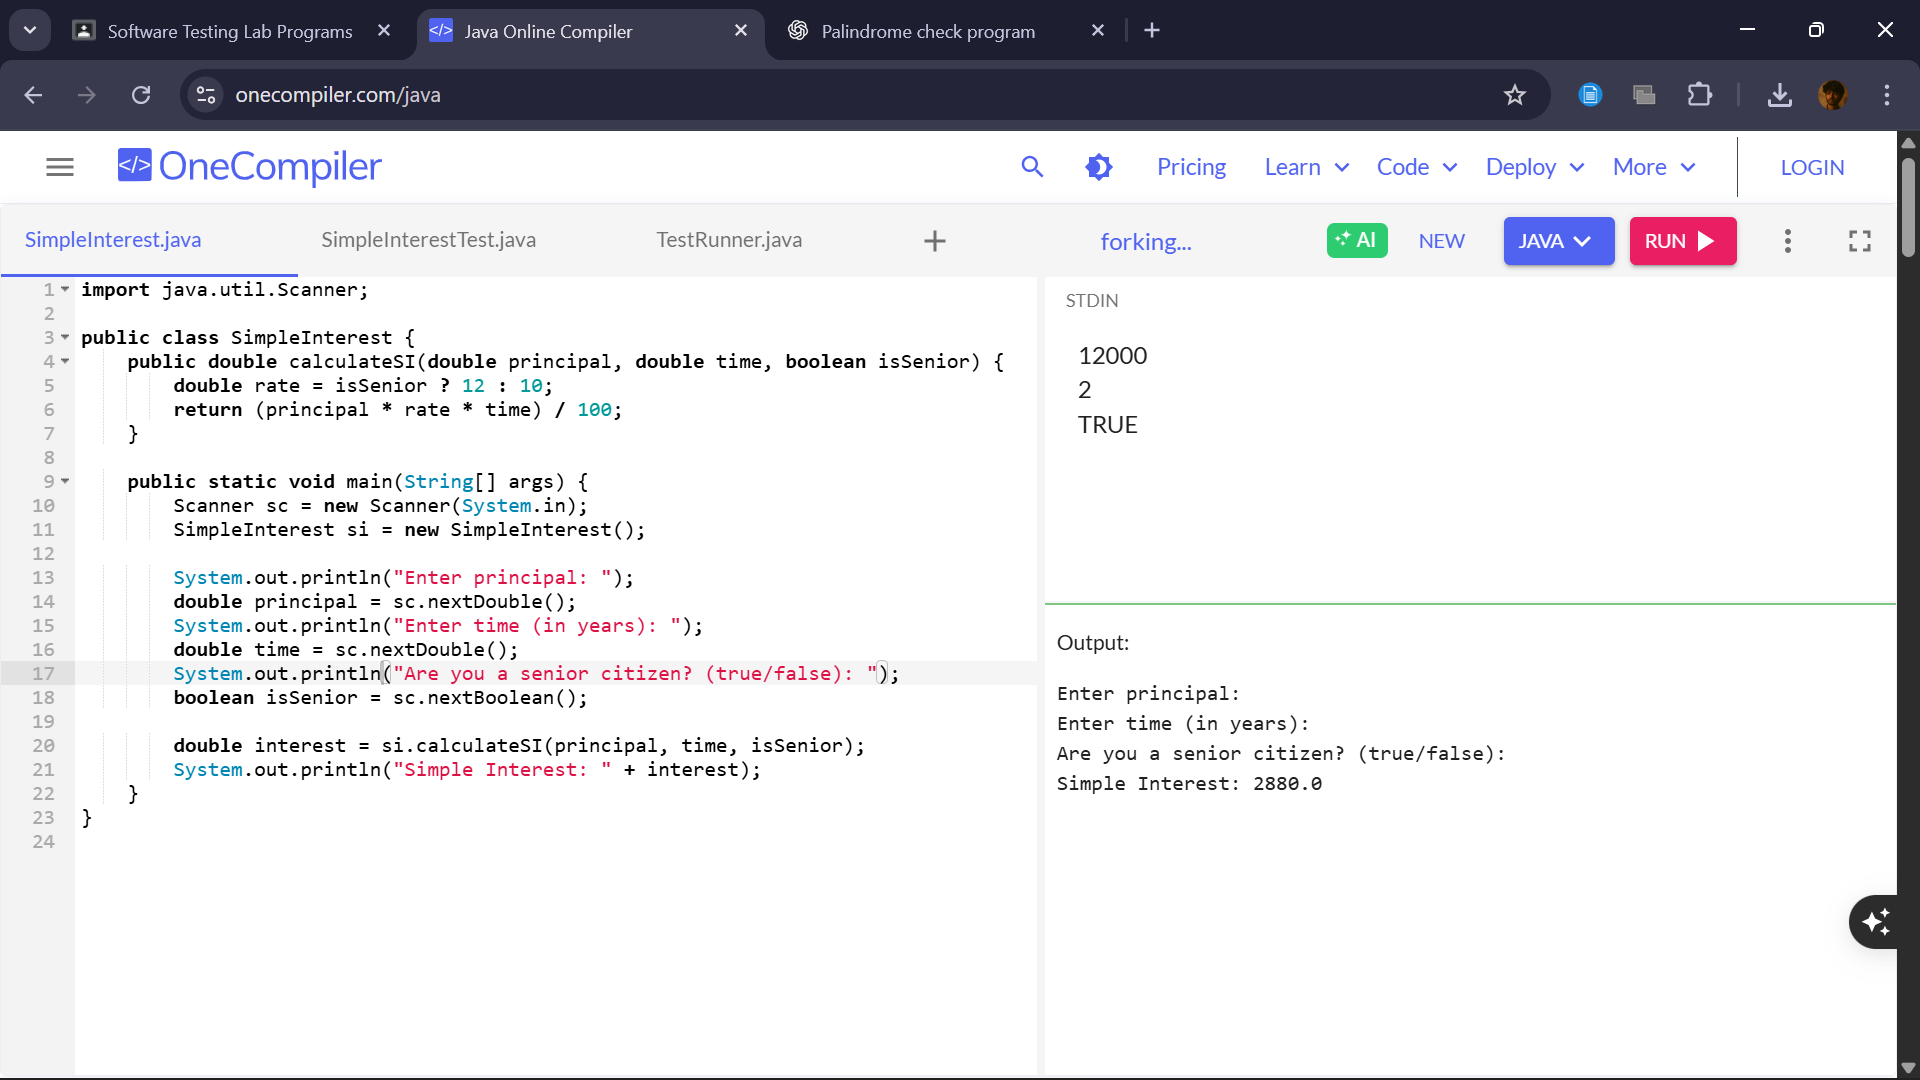 Software Testing Lab Programs
Java Online Compiler
Palindrome check program
onecompiler.com/java
</> OneCompiler
Pricing
Learn
Code
Deploy
More
LOGIN
SimpleInterest.java
SimpleInterestTest.java
TestRunner.java
forking...
AI
NEW
JAVA
RUN
1 import java.util.Scanner;
2
3 public class SimpleInterest {
4     public double calculateSI(double principal, double time, boolean isSenior) {
5         double rate = isSenior ? 12 : 10;
6         return (principal * rate * time) / 100;
7     }
8
9     public static void main(String[] args) {
10         Scanner sc = new Scanner(System.in);
11         SimpleInterest si = new SimpleInterest();
12
13         System.out.println("Enter principal: ");
14         double principal = sc.nextDouble();
15         System.out.println("Enter time (in years): ");
16         double time = sc.nextDouble();
17         System.out.println("Are you a senior citizen? (true/false): ");
18         boolean isSenior = sc.nextBoolean();
19
20         double interest = si.calculateSI(principal, time, isSenior);
21         System.out.println("Simple Interest: " + interest);
22     }
23 }
24
STDIN
12000
2
TRUE
Output:
Enter principal:
Enter time (in years):
Are you a senior citizen? (true/false):
Simple Interest: 2880.0